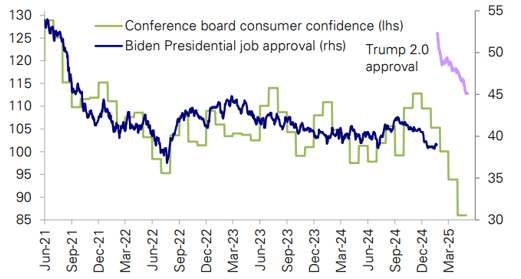 Conference board consumer confidence (lhs)
Biden Presidential job approval (rhs)
Trump 2.0
approval
130
125
120
115
110
105
100
95
90
85
55
50
45
40
35
30
Jun-21
Sep-21
Dec-21
Mar-22
Jun-22
Sep-22
Dec-22
Mar-23
Jun-23
Sep-23
Dec-23
Mar-24
Jun-24
Sep-24
Dec-24
Mar-25